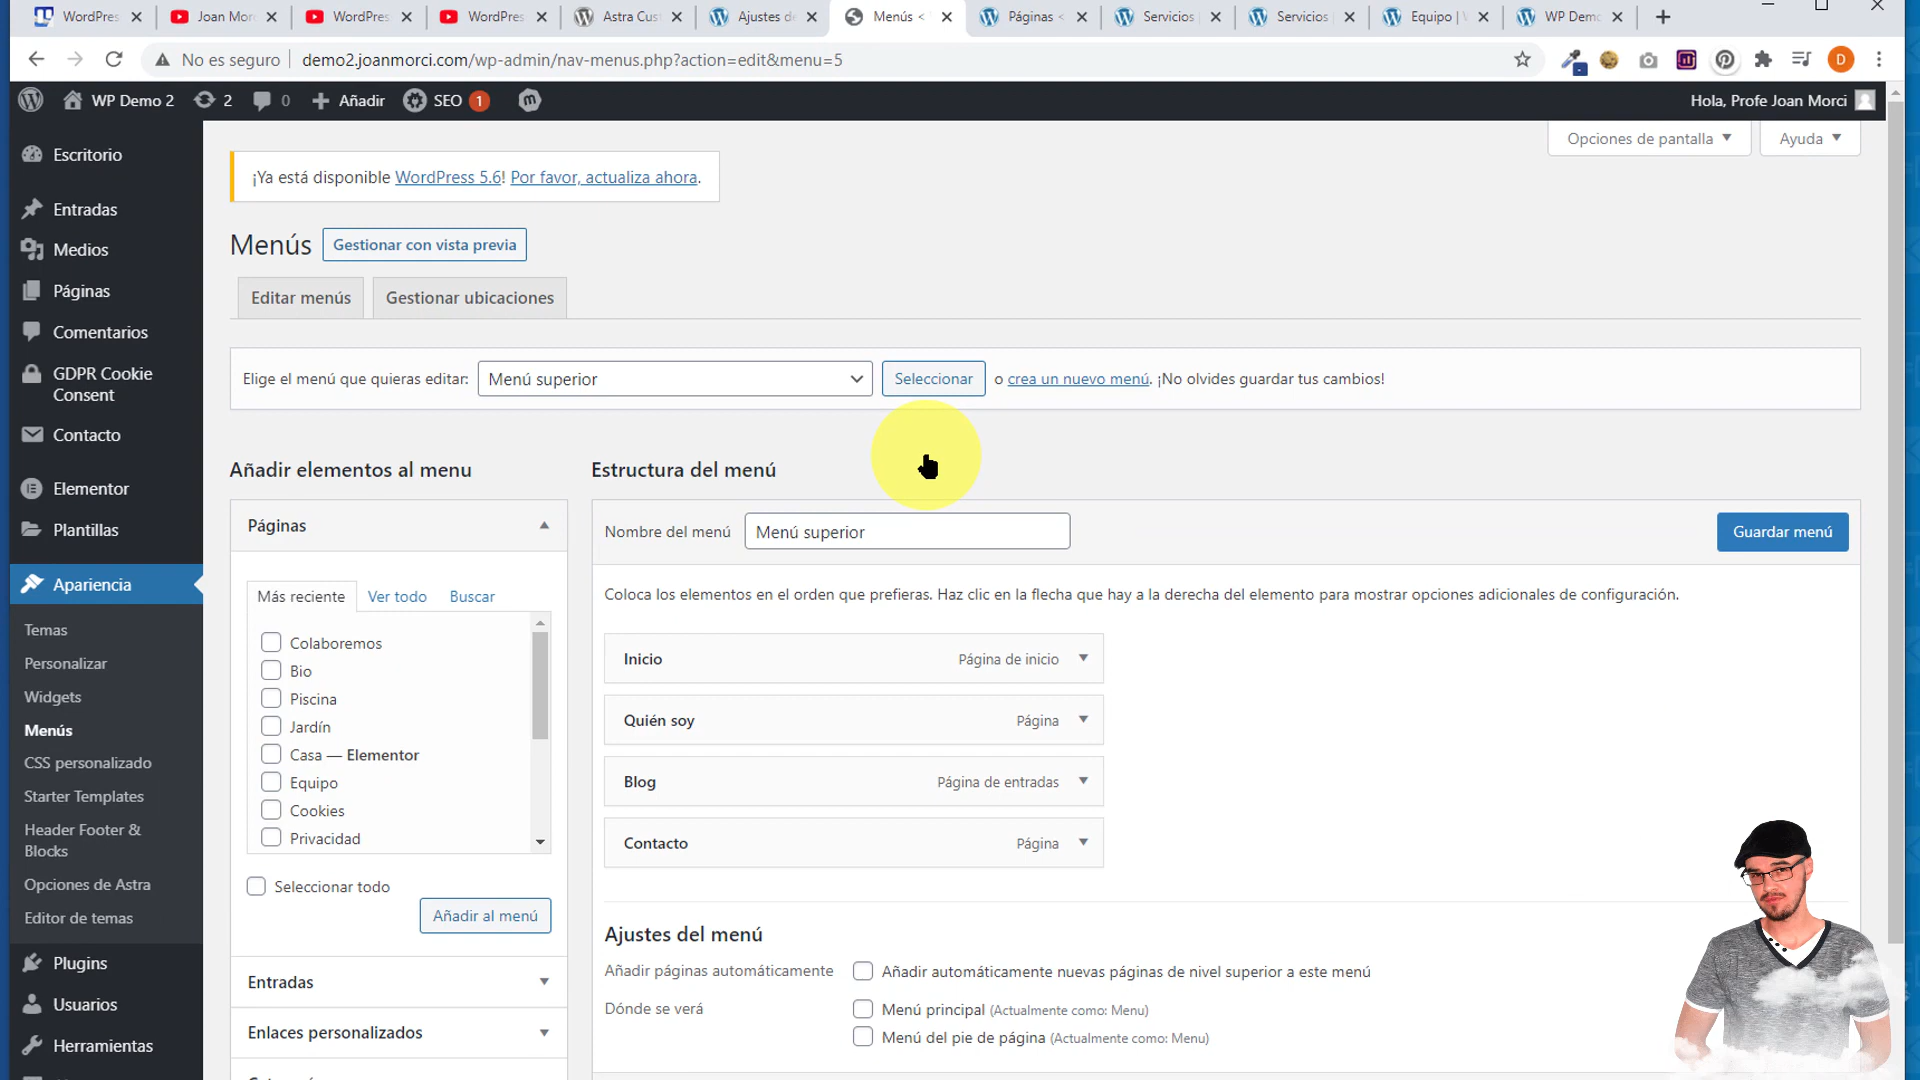 WordPres
Joan Mor
WordPres
WordPres
Astra Cus
Ajustes d
Menús <
Páginas <
Servicios
Servicios
Equipo |
WP Dem
No es seguro
demo2.joanmorci.com/wp-admin/nav-menus.php?action=edit&menu=5
D
WP Demo 2
2
0
Añadir
SEO 1
Hola, Profe Joan Morci
Opciones de pantalla
Ayuda
Escritorio
Entradas
Medios
Páginas
Comentarios
GDPR Cookie
Consent
Contacto
Elementor
Plantillas
Apariencia
Temas
Personalizar
Widgets
Menús
CSS personalizado
Starter Templates
Header Footer &
Blocks
Opciones de Astra
Editor de temas
Plugins
Usuarios
Herramientas
¡Ya está disponible WordPress 5.6! Por favor, actualiza ahora.
Menús
Gestionar con vista previa
Editar menús
Gestionar ubicaciones
Elige el menú que quieras editar:
Menú superior
Seleccionar
o crea un nuevo menú. ¡No olvides guardar tus cambios!
Añadir elementos al menu
Páginas
Más reciente
Ver todo
Buscar
Colaboremos
Bio
Piscina
Jardín
Casa — Elementor
Equipo
Cookies
Privacidad
Seleccionar todo
Añadir al menú
Entradas
Enlaces personalizados
Estructura del menú
Nombre del menú
Menú superior
Guardar menú
Coloca los elementos en el orden que prefieras. Haz clic en la flecha que hay a la derecha del elemento para mostrar opciones adicionales de configuración.
Inicio
Página de inicio
Quién soy
Página
Blog
Página de entradas
Contacto
Página
Ajustes del menú
Añadir páginas automáticamente
Añadir automáticamente nuevas páginas de nivel superior a este menú
Dónde se verá
Menú principal (Actualmente como: Menu)
Menú del pie de página (Actualmente como: Menu)